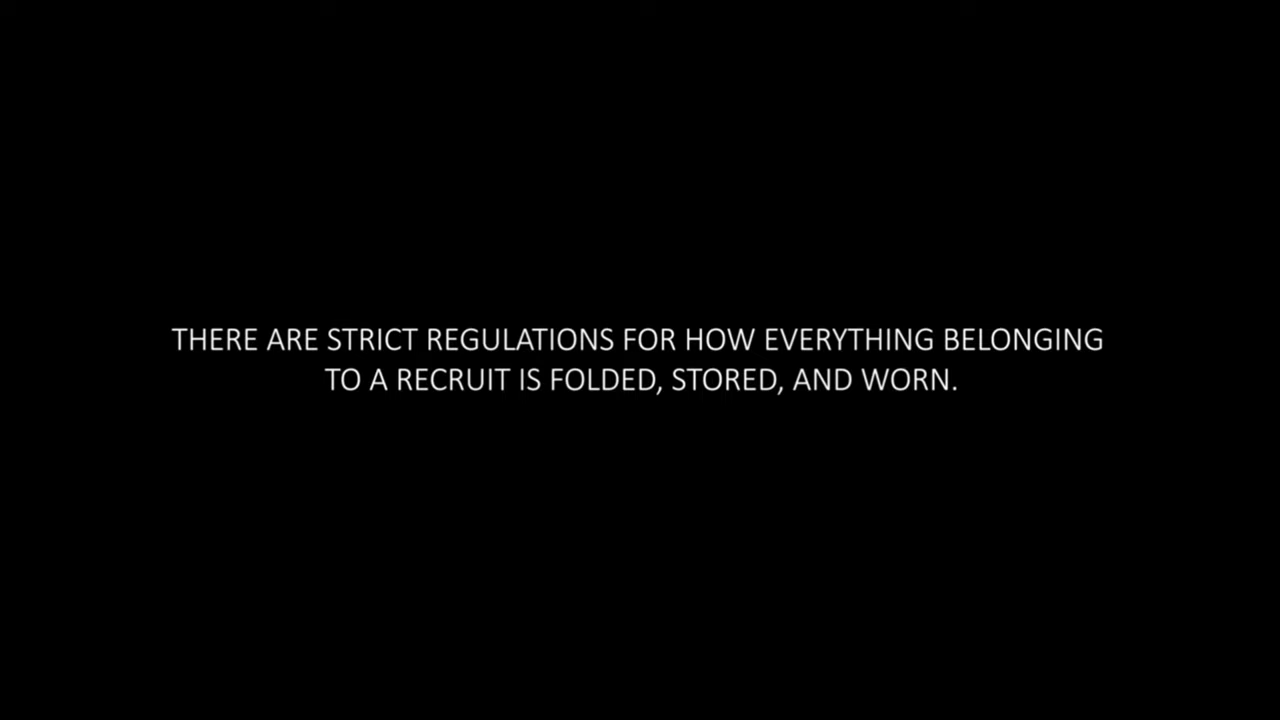 THERE ARE STRICT REGULATIONS FOR HOW EVERYTHING BELONGING
TO A RECRUIT IS FOLDED, STORED, AND WORN.